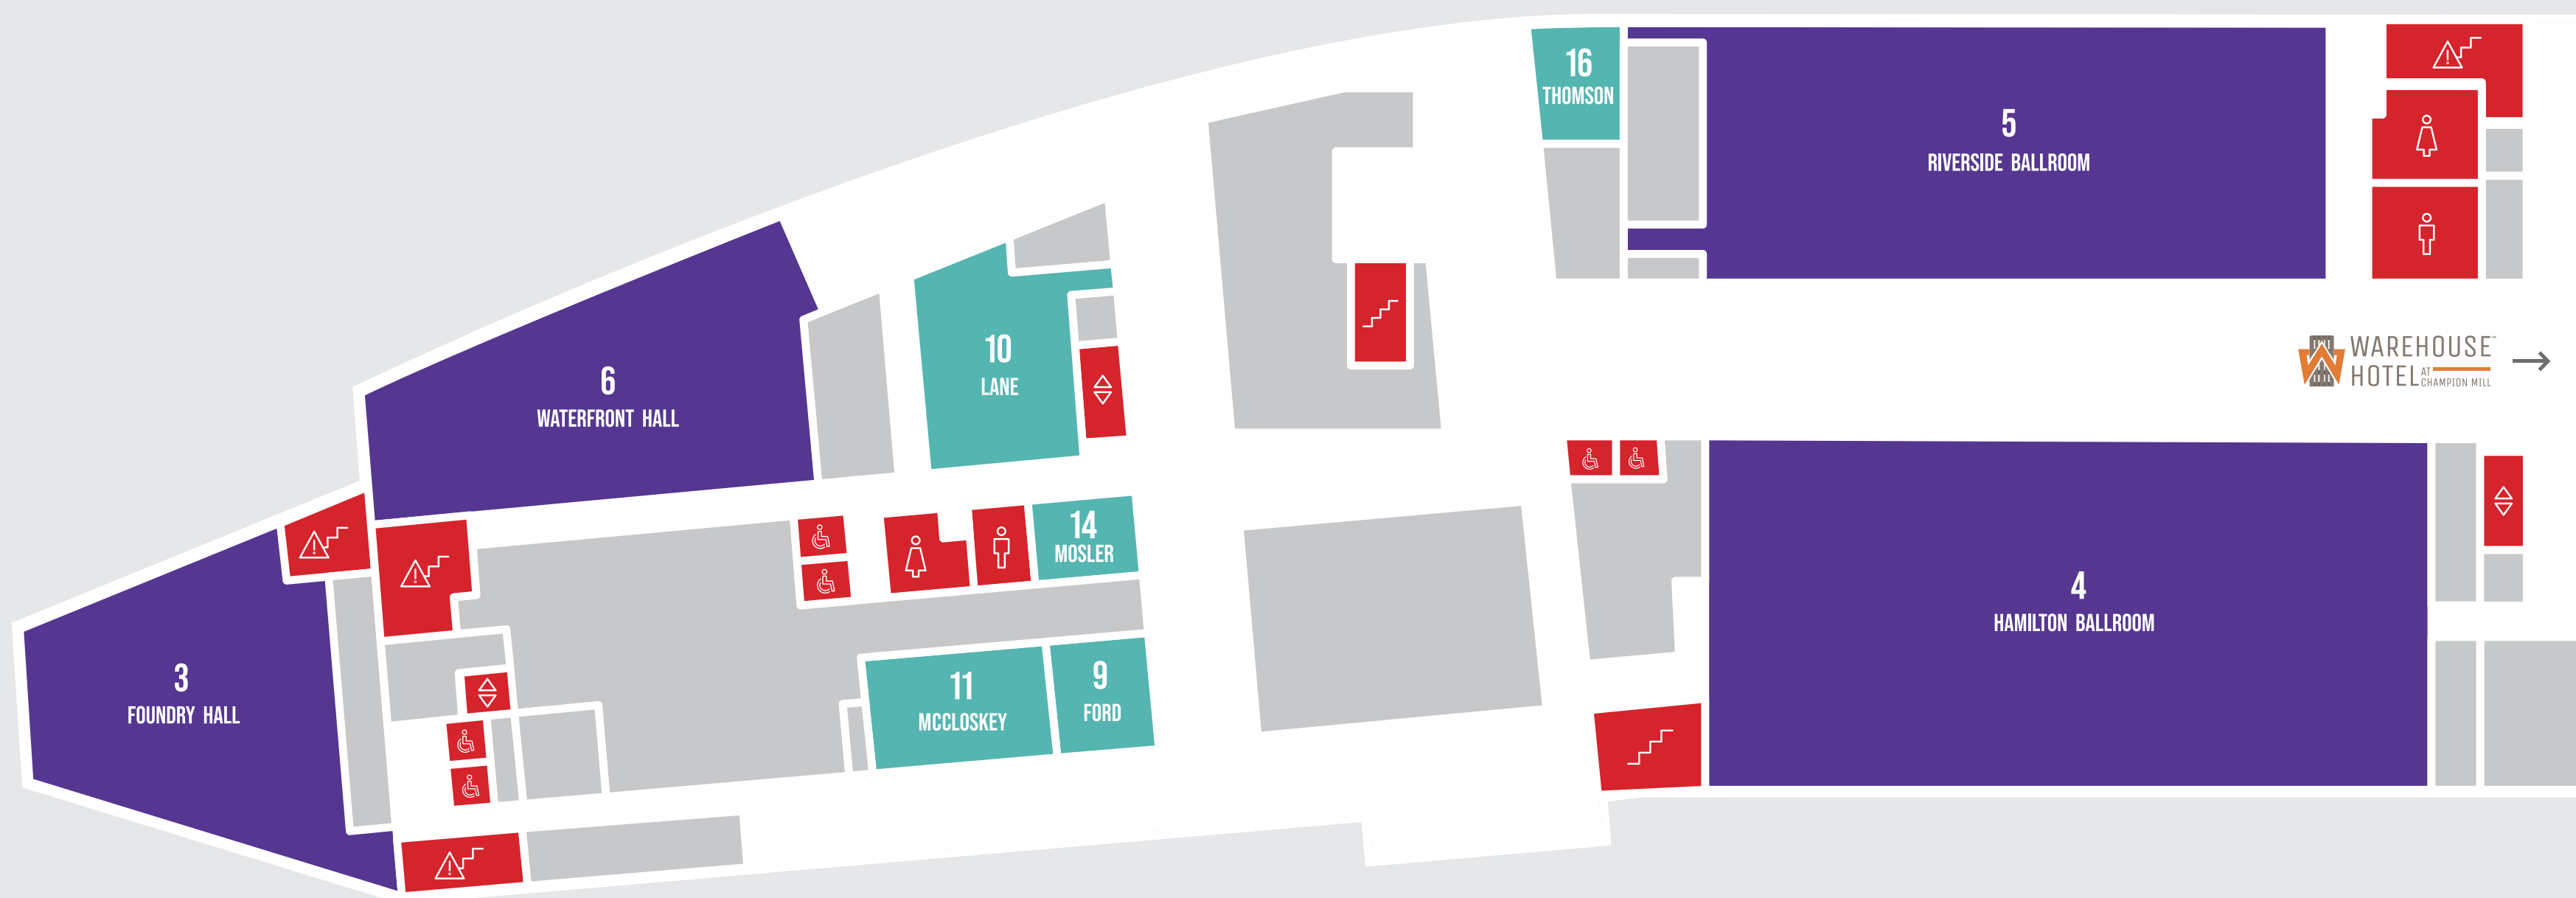 16
THOMSON
5
RIVERSIDE BALLROOM
10
LANE
6
WATERFRONT HALL
WAREHOUSE™
HOTEL AT CHAMPION MILL
14
MOSLER
4
HAMILTON BALLROOM
3
FOUNDRY HALL
11
MCCLOSKEY
9
FORD